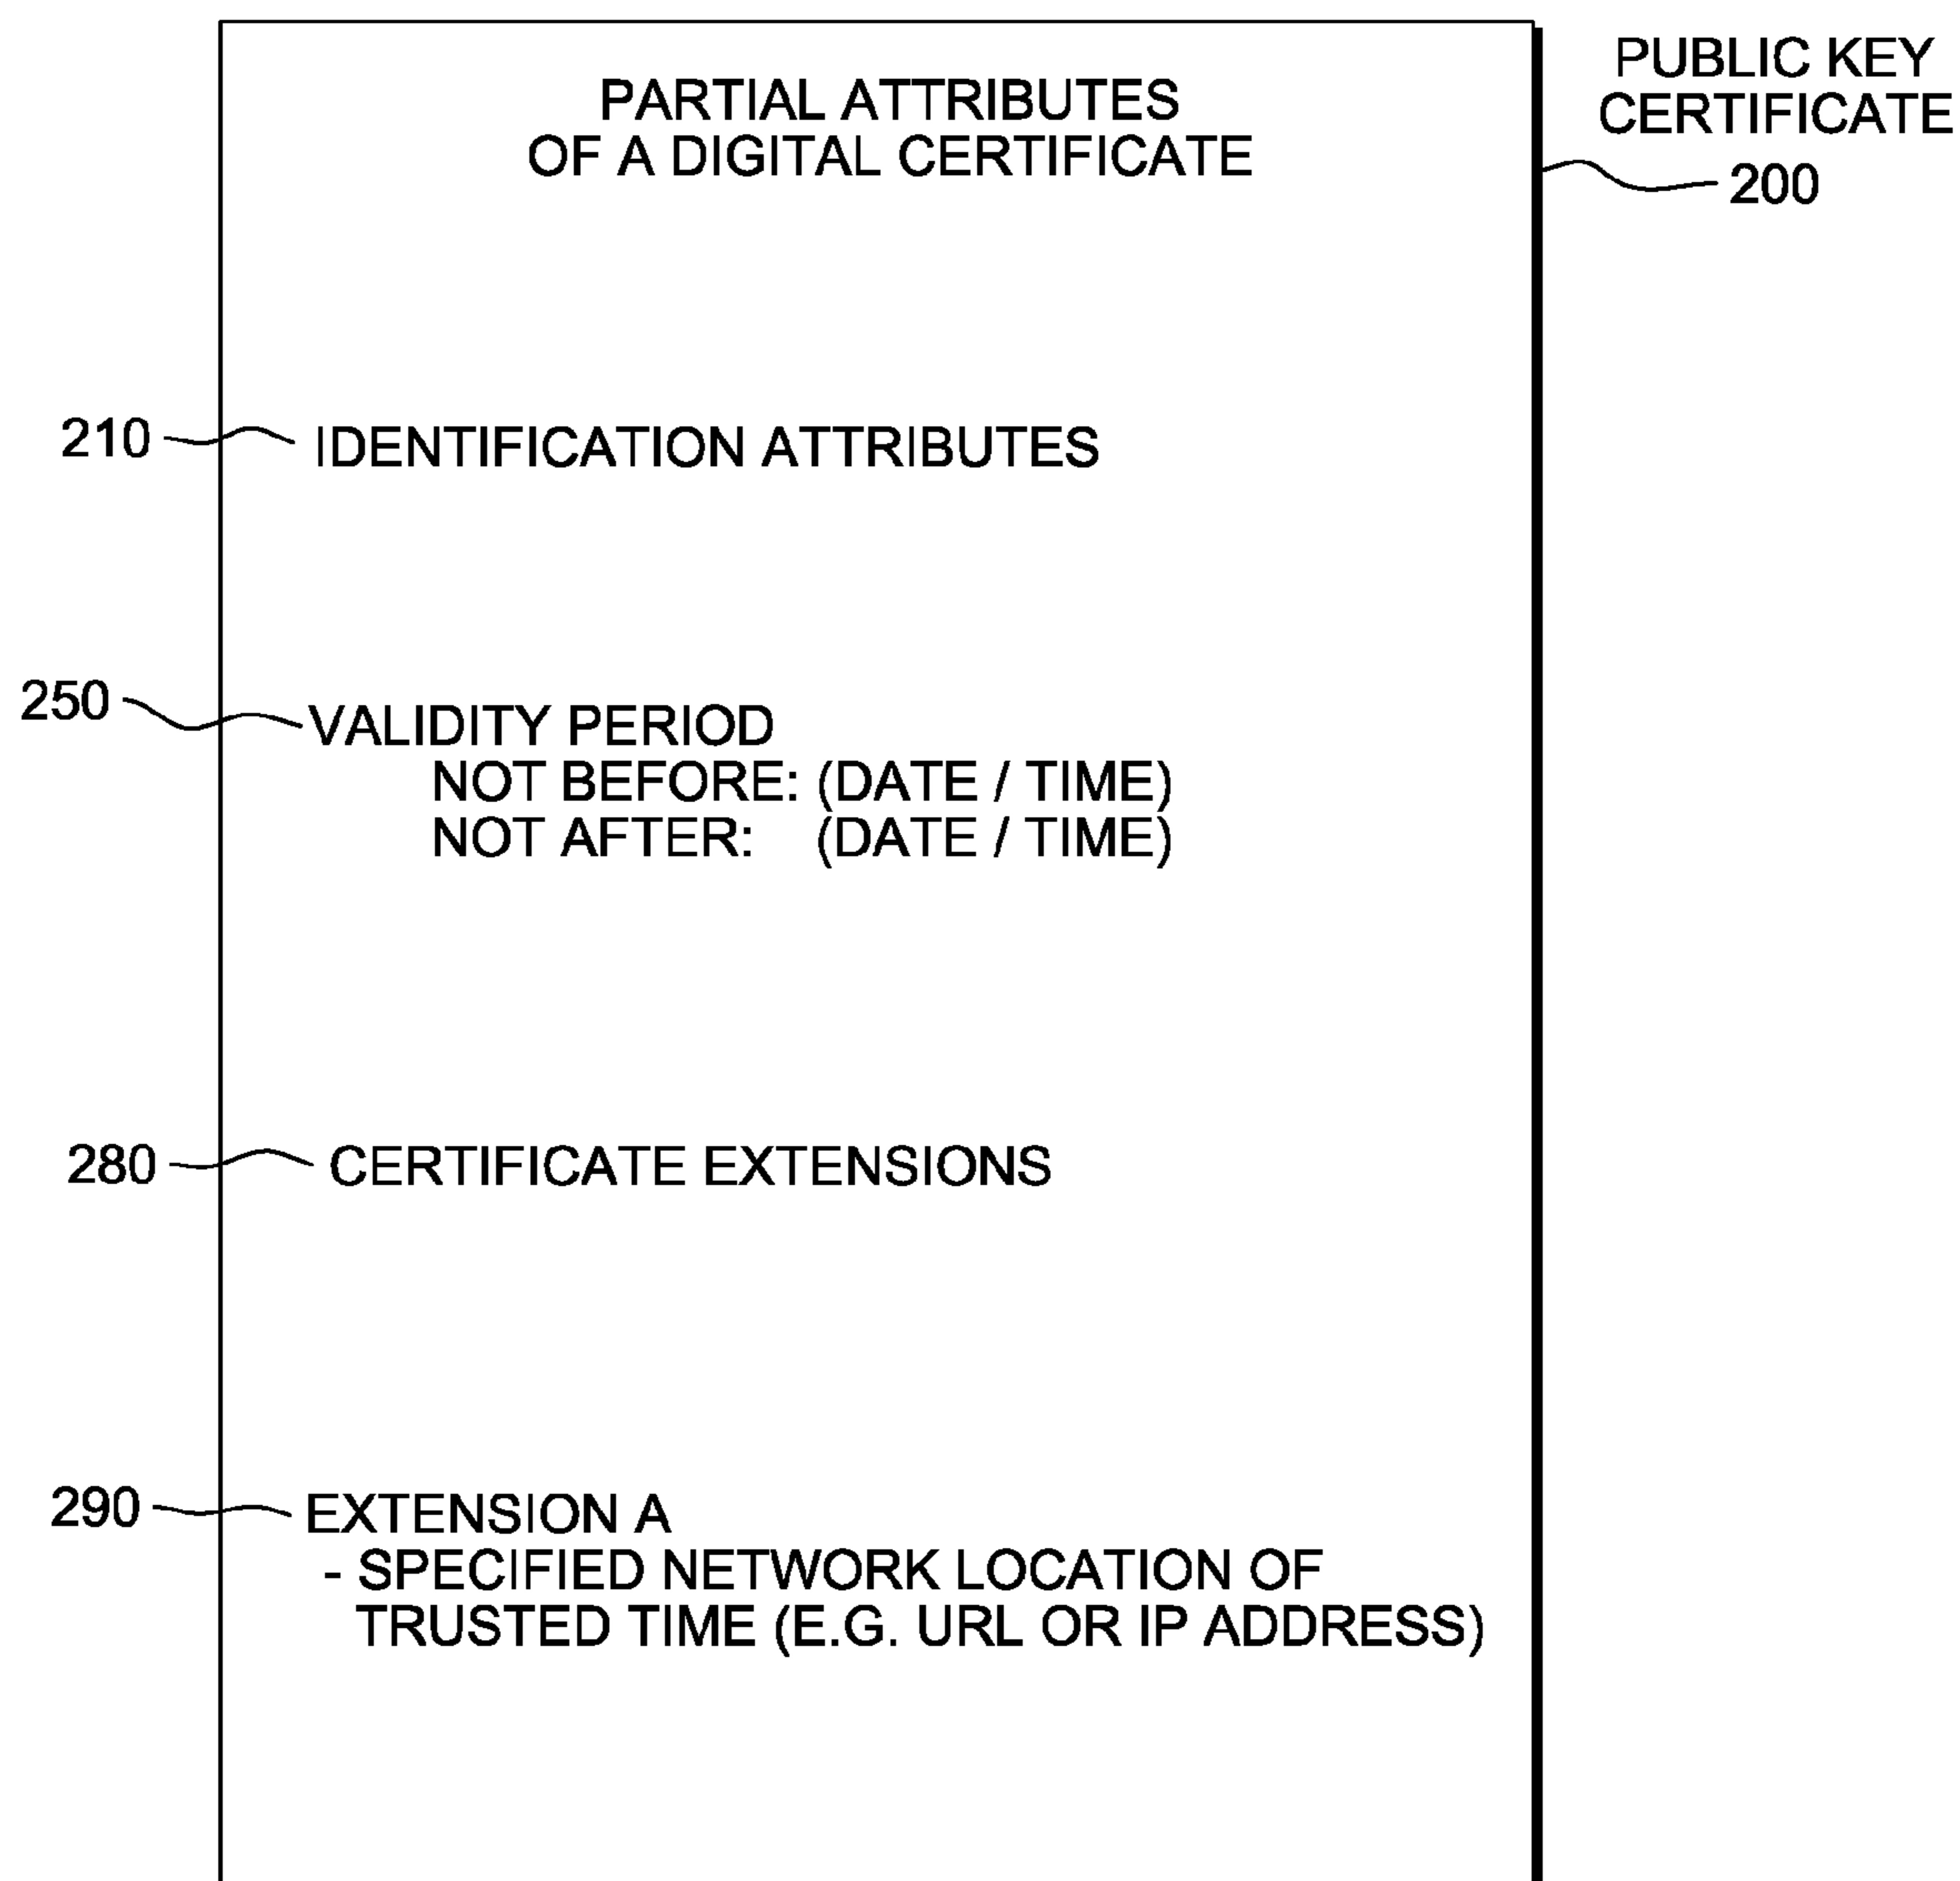 PUBLIC KEY
CERTIFICATE
200
PARTIAL ATTRIBUTES
OF A DIGITAL CERTIFICATE
210
IDENTIFICATION ATTRIBUTES
250
VALIDITY PERIOD
NOT BEFORE: (DATE / TIME)
NOT AFTER: (DATE / TIME)
280
CERTIFICATE EXTENSIONS
290
EXTENSION A
- SPECIFIED NETWORK LOCATION OF
TRUSTED TIME (E.G. URL OR IP ADDRESS)